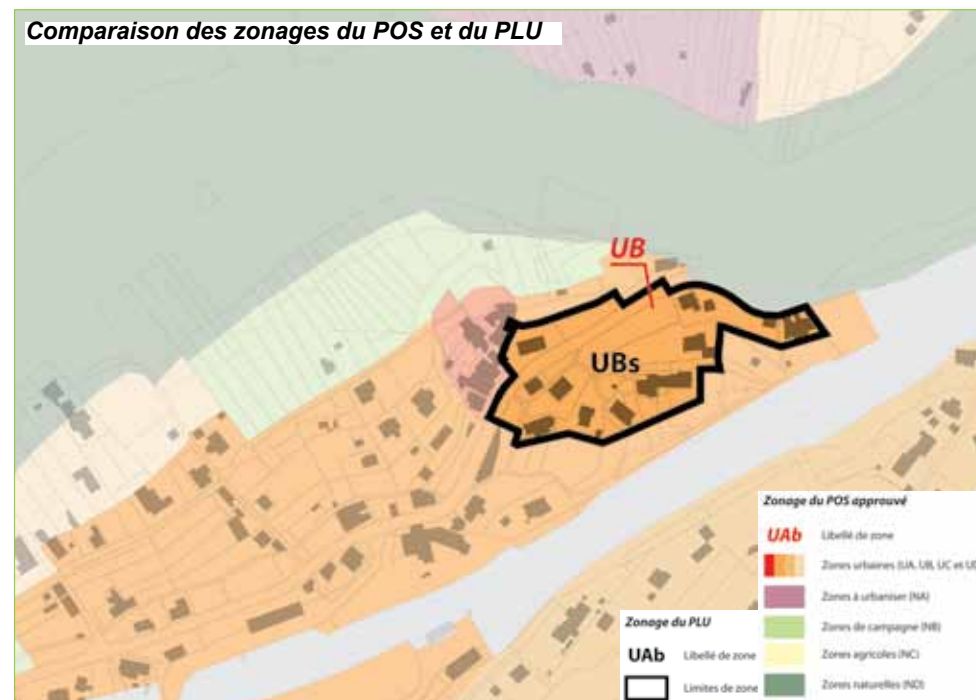 Comparaison des zonages du POS et du PLU
UB
UBs
Zonage du POS approuvé
UAb Libellé de zone
Zones urbaines (UA, UB, UC et UD
Zones à urbaniser (NA)
Zones de campagne (NB)
Zones agricoles (NC)
Zones naturelles (ND)
Zonage du PLU
UAb Libellé de zone
Limites de zone